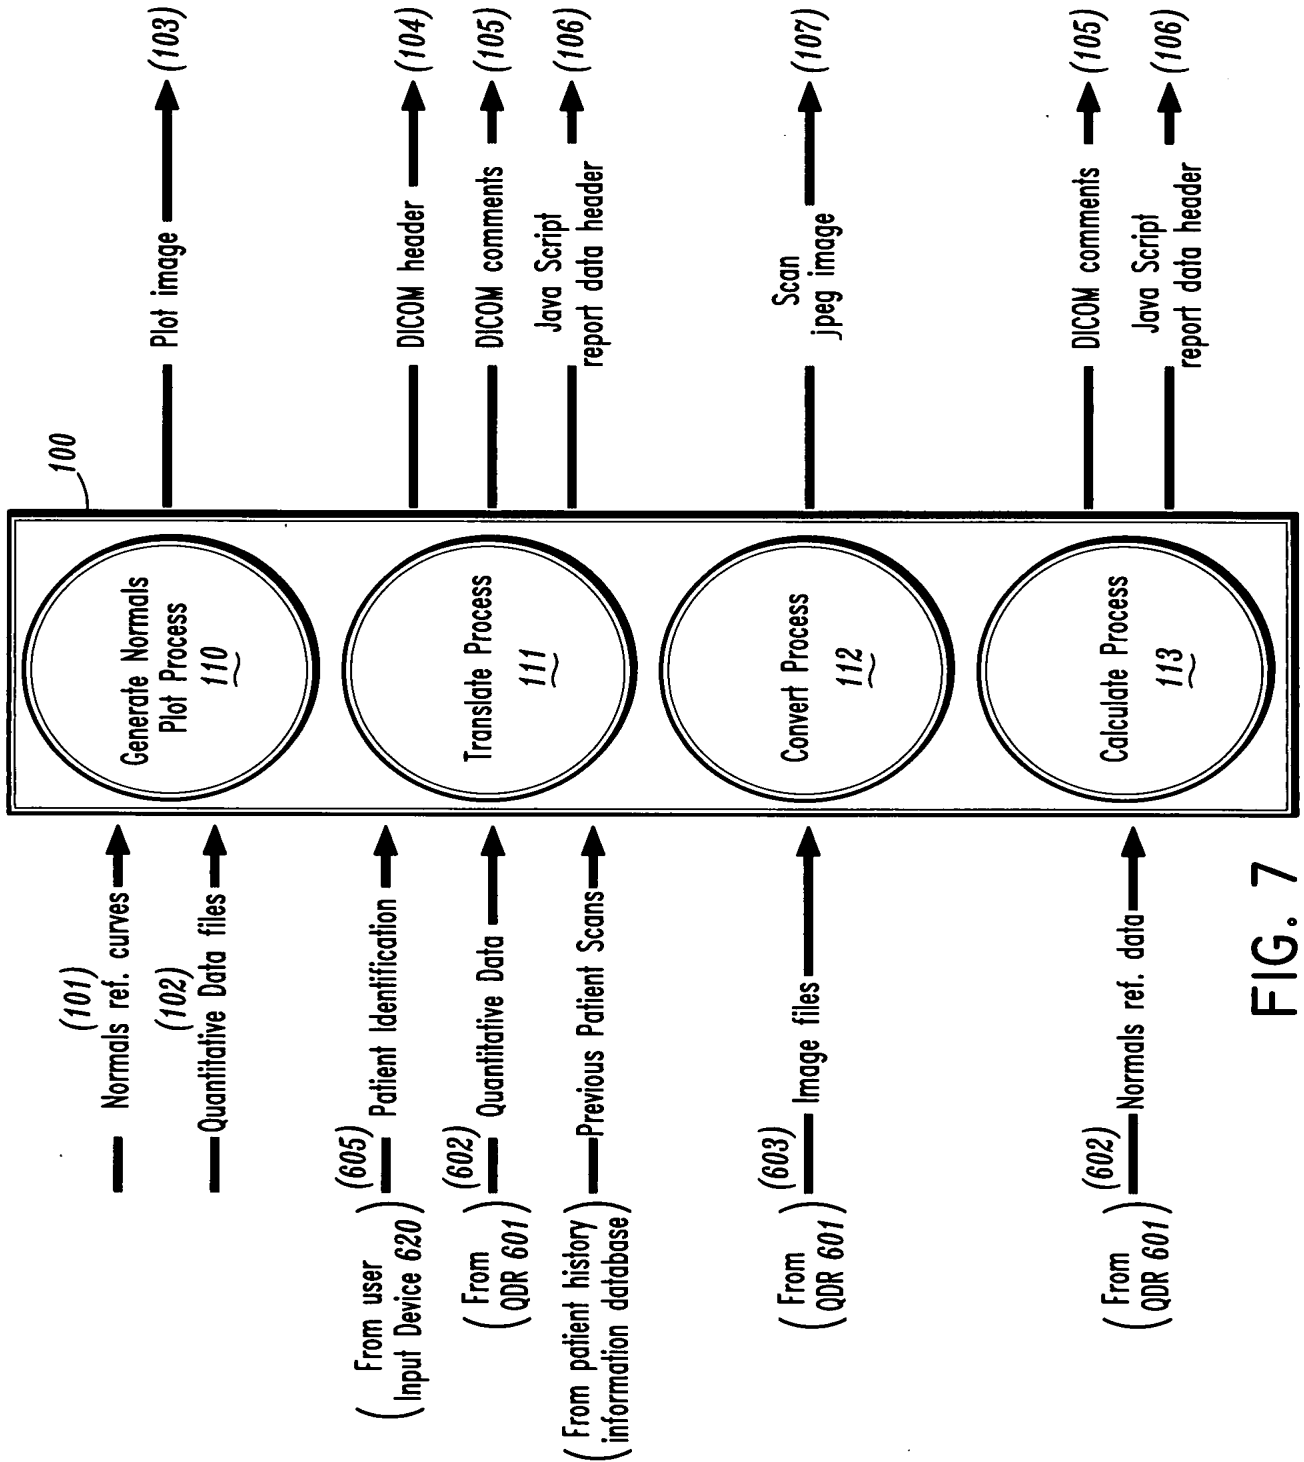 (101)
Normals ref. curves
(102)
Quantitative Data files
Generate Normals
Plot Process
110
100
Plot image
(103)
(From user
Input Device 620)
(605)
Patient Identification
(From
QDR 601)
(602)
Quantitative Data
(From patient history
information database)
Previous Patient Scans
Translate Process
111
DICOM header
(104)
DICOM comments
(105)
Java Script
report data header
(106)
(From
QDR 601)
(603)
Image files
Convert Process
112
Scan
jpeg image
(107)
(From
QDR 601)
(602)
Normals ref. data
Calculate Process
113
DICOM comments
(105)
Java Script
report data header
(106)
FIG. 7